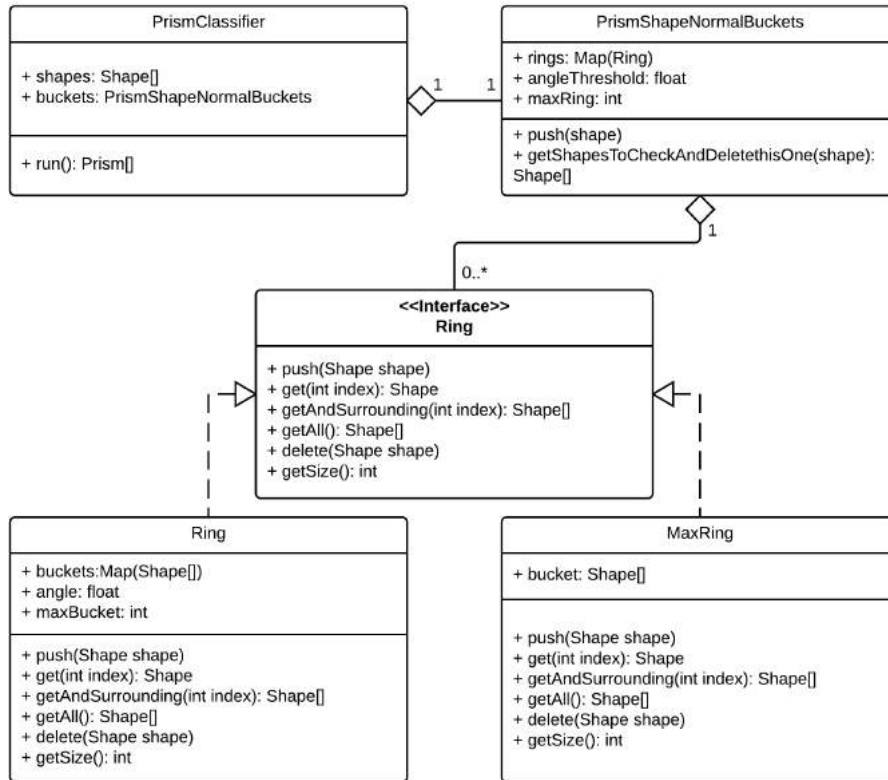 PrismClassifier
+ shapes: Shape[]
+ buckets: PrismShapeNormalBuckets
+ run(): Prism[]
1
1
PrismShapeNormalBuckets
+ rings: Map(Ring)
+ angleThreshold: float
+ maxRing: int
+ push(shape)
+ getShapesToCheckAndDeletethisOne(shape):
Shape[]
1
0..*
<<Interface>>
Ring
+ push(Shape shape)
+ get(int index): Shape
+ getAndSurrounding(int index): Shape[]
+ getAll(): Shape[]
+ delete(Shape shape)
+ getSize(): int
Ring
+ buckets:Map(Shape[])
+ angle: float
+ maxBucket: int
+ push(Shape shape)
+ get(int index): Shape
+ getAndSurrounding(int index): Shape[]
+ getAll(): Shape[]
+ delete(Shape shape)
+ getSize(): int
MaxRing
+ bucket: Shape[]
+ push(Shape shape)
+ get(int index): Shape
+ getAndSurrounding(int index): Shape[]
+ getAll(): Shape[]
+ delete(Shape shape)
+ getSize(): int